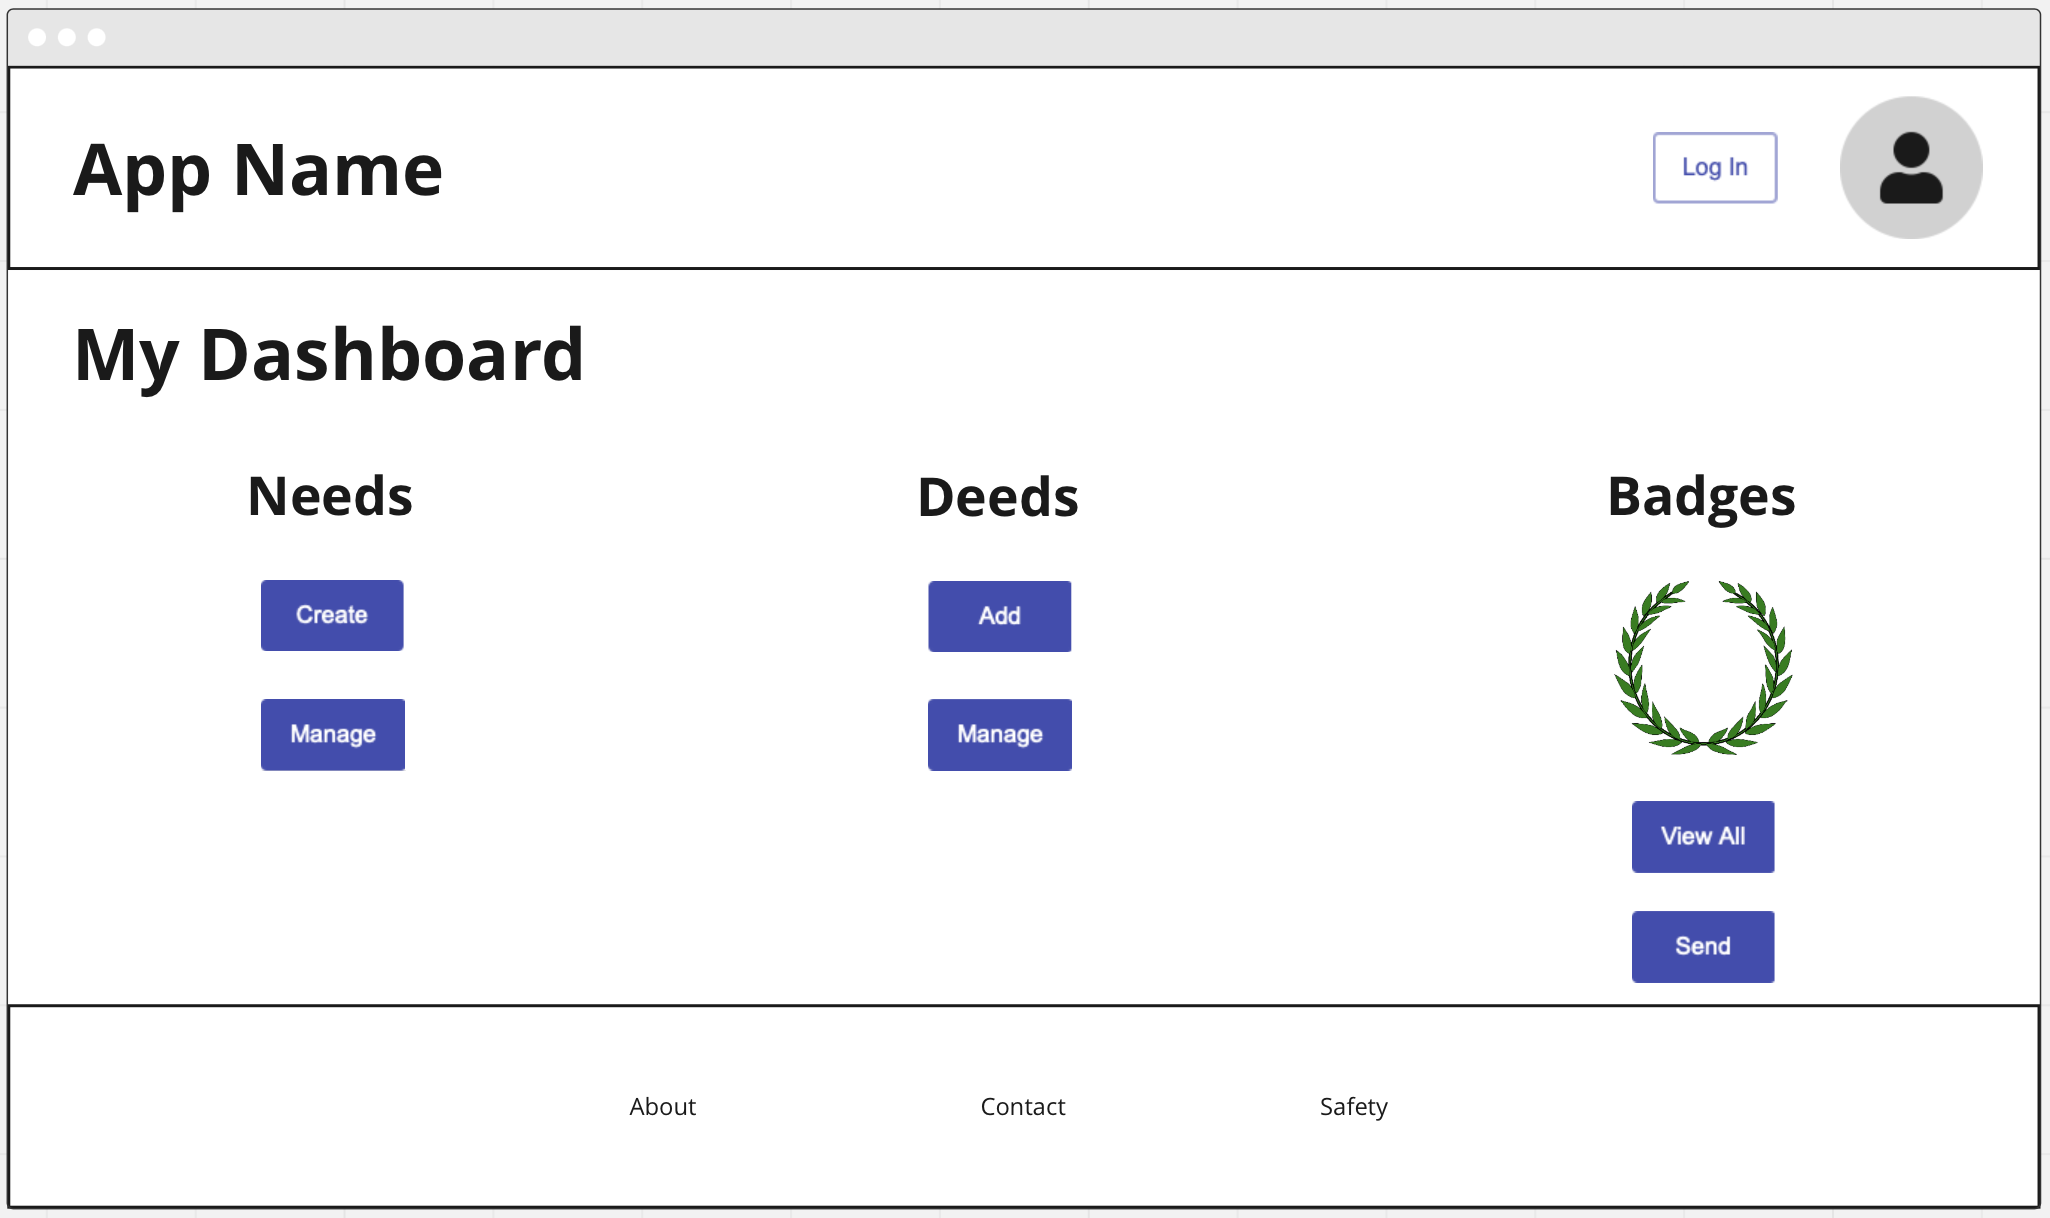 App Name
Log In
My Dashboard
Needs
Deeds
Badges
Create
Add
Manage
Manage
View All
Send
About
Contact
Safety